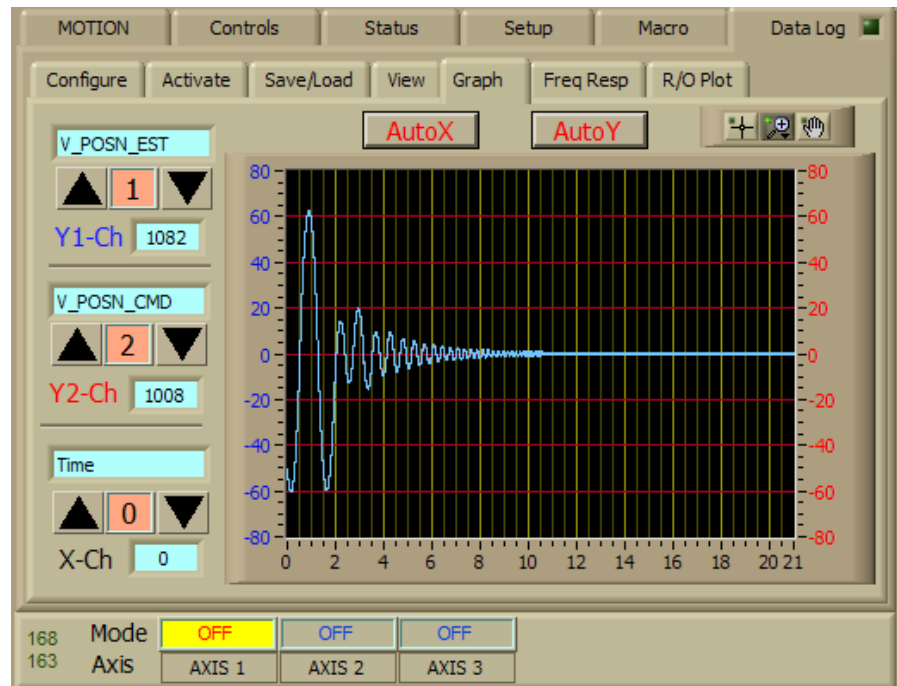 MOTION Controls Status Setup Macro Data Log
Configure Activate Save/Load View Graph Freq Resp R/O Plot
AutoX AutoY
V_POSN_EST
1
Y1-Ch 1082
V_POSN_CMD
2
Y2-Ch 1008
Time
0
X-Ch 0
80 80
60 60
40 40
20 20
0 0
-20 -20
-40 -40
-60 -60
-80 -80
0 2 4 6 8 10 12 14 16 18 20 21
168 Mode OFF OFF OFF
163 Axis AXIS 1 AXIS 2 AXIS 3